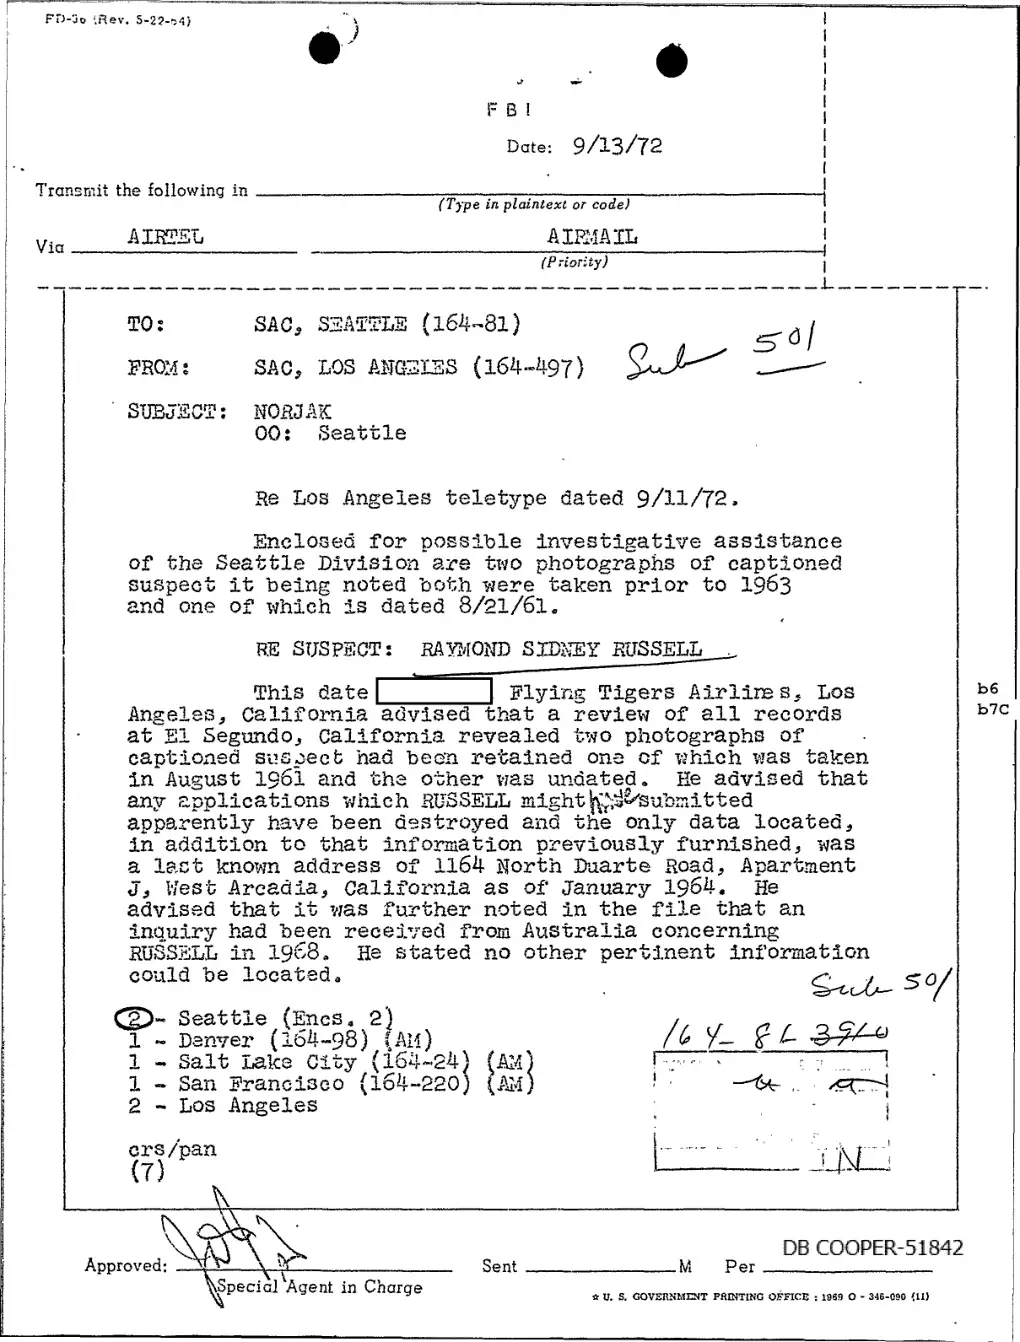 FD-36 (Rev. 5-22-64)
FBI
Date: 9/13/72
Transmit the following in
(Type in plaintext or code)
Via AIRTEL AIRMAIL
(Priority)
TO: SAC, SEATTLE (164-81)
FROM: SAC, LOS ANGELES (164-497)
Sub 501
SUBJECT: NORJAK
OO: Seattle
Re Los Angeles teletype dated 9/11/72.
Enclosed for possible investigative assistance
of the Seattle Division are two photographs of captioned
suspect it being noted both were taken prior to 1963
and one of which is dated 8/21/61.
RE SUSPECT: RAYMOND SIDNEY RUSSELL
This date Flying Tigers Airlines, Los
b6
b7C
Angeles, California advised that a review of all records
at El Segundo, California revealed two photographs of
captioned suspect had been retained one of which was taken
in August 1961 and the other was undated. He advised that
any applications which RUSSELL might have submitted
apparently have been destroyed and the only data located,
in addition to that information previously furnished, was
a last known address of 1164 North Duarte Road, Apartment
J, West Arcadia, California as of January 1964. He
advised that it was further noted in the file that an
inquiry had been received from Australia concerning
RUSSELL in 1968. He stated no other pertinent information
could be located.
Sub 501
2 - Seattle (Encs. 2)
1 - Denver (164-98) (AM)
1 - Salt Lake City (164-24) (AM)
1 - San Francisco (164-220) (AM)
2 - Los Angeles
164-81-3910
IN
crs/pan
(7)
DB COOPER-51842
Approved: Sent M Per
Special Agent in Charge
☆ U. S. GOVERNMENT PRINTING OFFICE : 1969 O - 346-090 (11)